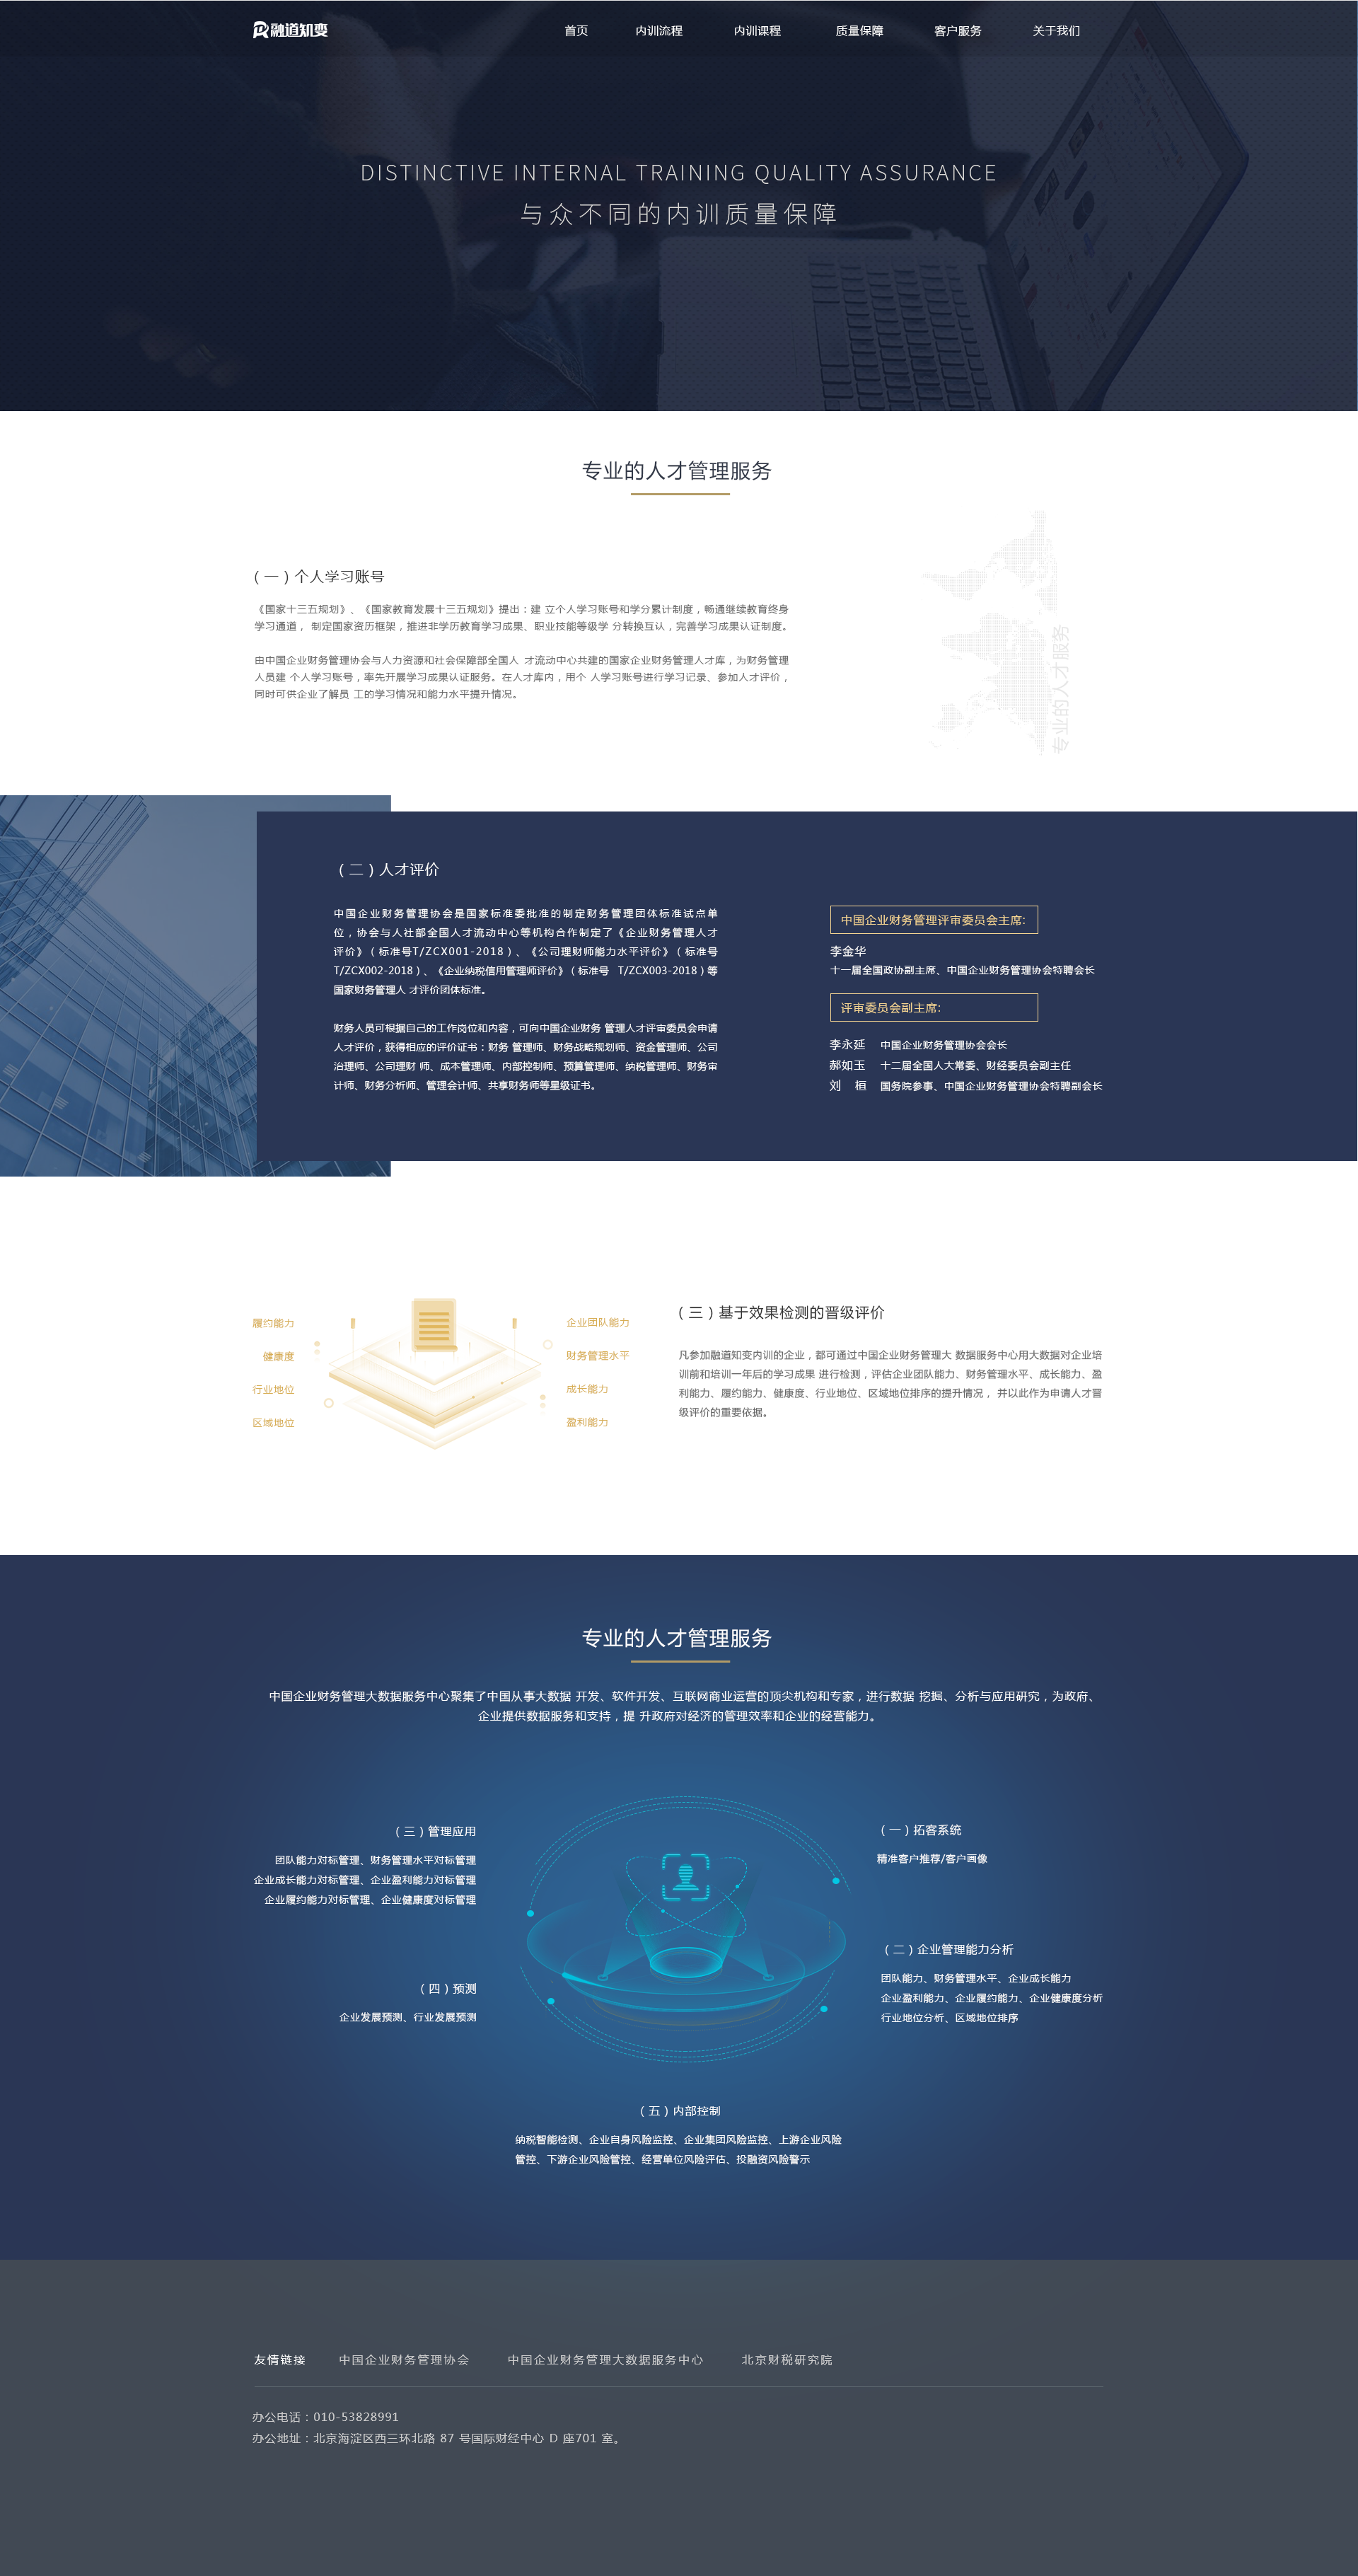 融道知变
首页 内训流程 内训课程 质量保障 客户服务 关于我们
DISTINCTIVE INTERNAL TRAINING QUALITY ASSURANCE
与众不同的内训质量保障
专业的人才管理服务
（一）个人学习账号
《国家十三五规划》、《国家教育发展十三五规划》提出：建 立个人学习账号和学分累计制度，畅通继续教育终身
学习通道， 制定国家资历框架，推进非学历教育学习成果、职业技能等级学 分转换互认，完善学习成果认证制度。
由中国企业财务管理协会与人力资源和社会保障部全国人 才流动中心共建的国家企业财务管理人才库，为财务管理
人员建 个人学习账号，率先开展学习成果认证服务。在人才库内，用个 人学习账号进行学习记录、参加人才评价，
同时可供企业了解员 工的学习情况和能力水平提升情况。
专业的人才服务
（二）人才评价
中国企业财务管理协会是国家标准委批准的制定财务管理团体标准试点单
位，协会与人社部全国人才流动中心等机构合作制定了《企业财务管理人才
评价》（标准号T/ZCX001-2018）、《公司理财师能力水平评价》（标准号
T/ZCX002-2018）、《企业纳税信用管理师评价》（标准号 T/ZCX003-2018）等
国家财务管理人 才评价团体标准。
财务人员可根据自己的工作岗位和内容，可向中国企业财务 管理人才评审委员会申请
人才评价，获得相应的评价证书：财务 管理师、财务战略规划师、资金管理师、公司
治理师、公司理财 师、成本管理师、内部控制师、预算管理师、纳税管理师、财务审
计师、财务分析师、管理会计师、共享财务师等星级证书。
中国企业财务管理评审委员会主席:
李金华
十一届全国政协副主席、中国企业财务管理协会特聘会长
评审委员会副主席:
李永延 中国企业财务管理协会会长
郝如玉 十二届全国人大常委、财经委员会副主任
刘 桓 国务院参事、中国企业财务管理协会特聘副会长
履约能力
健康度
行业地位
区域地位
企业团队能力
财务管理水平
成长能力
盈利能力
（三）基于效果检测的晋级评价
凡参加融道知变内训的企业，都可通过中国企业财务管理大 数据服务中心用大数据对企业培
训前和培训一年后的学习成果 进行检测，评估企业团队能力、财务管理水平、成长能力、盈
利能力、履约能力、健康度、行业地位、区域地位排序的提升情况， 并以此作为申请人才晋
级评价的重要依据。
专业的人才管理服务
中国企业财务管理大数据服务中心聚集了中国从事大数据 开发、软件开发、互联网商业运营的顶尖机构和专家，进行数据 挖掘、分析与应用研究，为政府、
企业提供数据服务和支持，提 升政府对经济的管理效率和企业的经营能力。
（三）管理应用
团队能力对标管理、财务管理水平对标管理
企业成长能力对标管理、企业盈利能力对标管理
企业履约能力对标管理、企业健康度对标管理
（四）预测
企业发展预测、行业发展预测
（一）拓客系统
精准客户推荐/客户画像
（二）企业管理能力分析
团队能力、财务管理水平、企业成长能力
企业盈利能力、企业履约能力、企业健康度分析
行业地位分析、区域地位排序
（五）内部控制
纳税智能检测、企业自身风险监控、企业集团风险监控、上游企业风险
管控、下游企业风险管控、经营单位风险评估、投融资风险警示
友情链接 中国企业财务管理协会 中国企业财务管理大数据服务中心 北京财税研究院
办公电话：010-53828991
办公地址：北京海淀区西三环北路 87 号国际财经中心 D 座701 室。